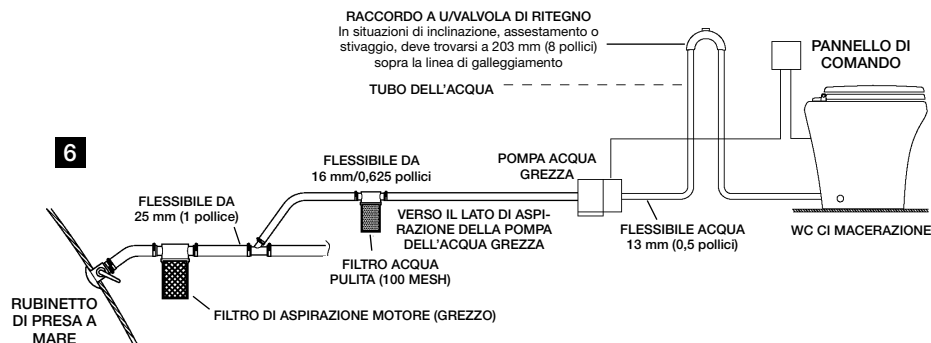 RACCORDO A U/VALVOLA DI RITEGNO
In situazioni di inclinazione, assestamento o
stivaggio, deve trovarsi a 203 mm (8 pollici)
sopra la linea di galleggiamento
TUBO DELL'ACQUA
PANNELLO DI
COMANDO
6
FLESSIBILE DA
16 mm/0,625 pollici
POMPA ACQUA
GREZZA
FLESSIBILE DA
25 mm (1 pollice)
VERSO IL LATO DI ASPI-
RAZIONE DELLA POMPA
DELL'ACQUA GREZZA
FLESSIBILE ACQUA
13 mm (0,5 pollici)
WC CI MACERAZIONE
FILTRO ACQUA
PULITA (100 MESH)
RUBINETTO
DI PRESA A
MARE
FILTRO DI ASPIRAZIONE MOTORE (GREZZO)